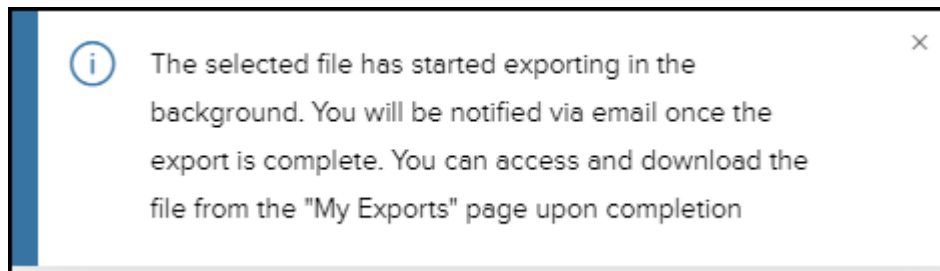 The selected file has started exporting in the
background. You will be notified via email once the
export is complete. You can access and download the
file from the "My Exports" page upon completion